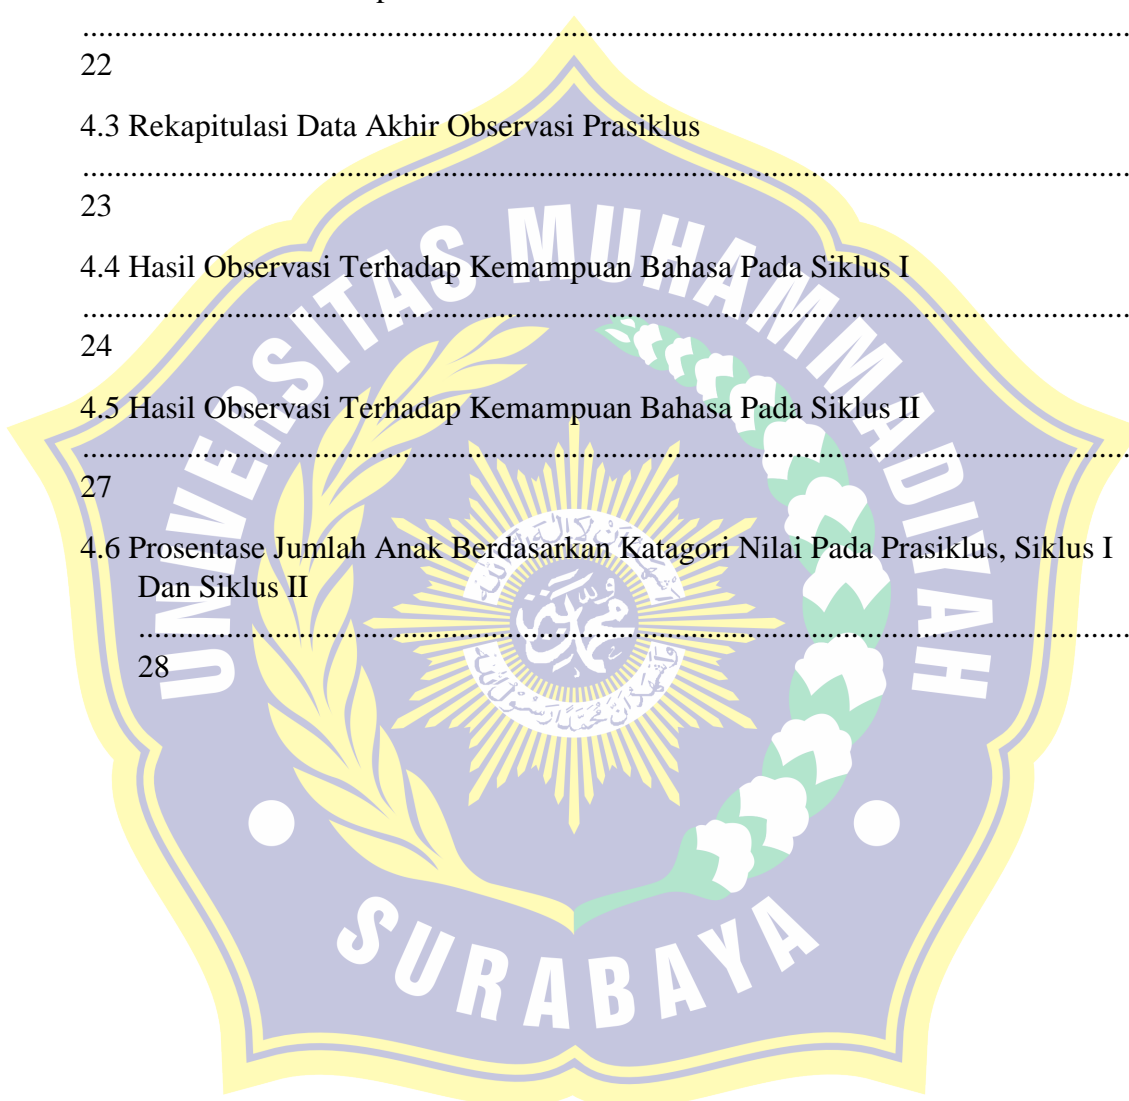 ........................................................................................................................................
22
4.3 Rekapitulasi Data Akhir Observasi Prasiklus
........................................................................................................................................
23
4.4 Hasil Observasi Terhadap Kemampuan Bahasa Pada Siklus I
........................................................................................................................................
24
4.5 Hasil Observasi Terhadap Kemampuan Bahasa Pada Siklus II
........................................................................................................................................
27
4.6 Prosentase Jumlah Anak Berdasarkan Katagori Nilai Pada Prasiklus, Siklus I
Dan Siklus II
................................................................................................................................
28
UNIVERSITAS MUHAMMADIYAH
SURABAYA